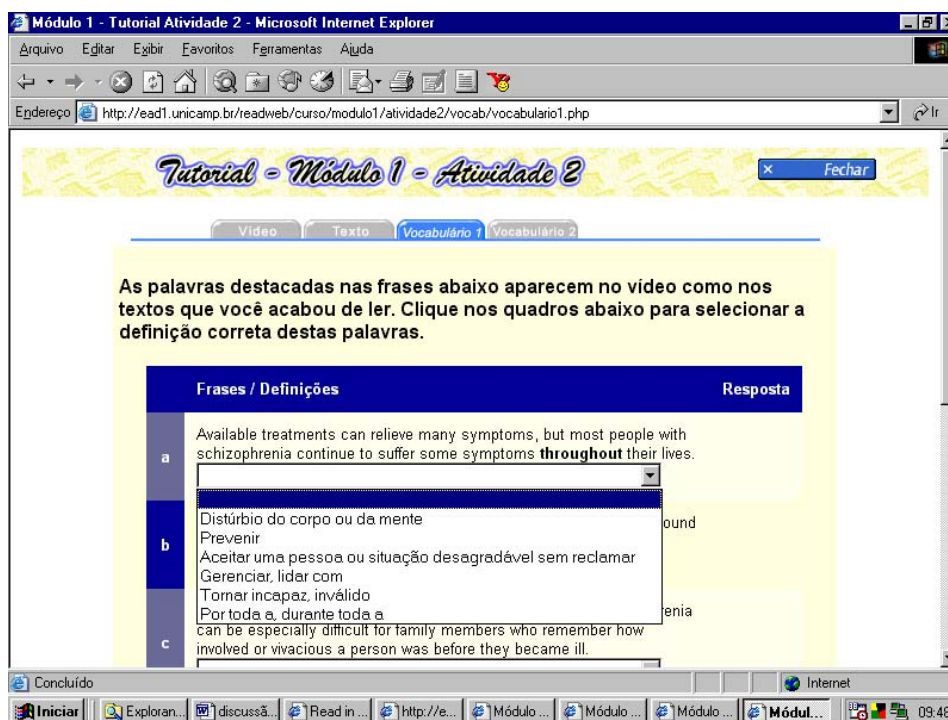 Módulo 1 - Tutorial Atividade 2 - Microsoft Internet Explorer
Arquivo Editar Exibir Favoritos Ferramentas Ajuda
Endereço http://ead1.unicamp.br/readweb/curso/modulo1/atividade2/vocab/vocabulario1.php Ir
Tutorial - Módulo 1 - Atividade 2
× Fechar
Vídeo Texto Vocabulário 1 Vocabulário 2
As palavras destacadas nas frases abaixo aparecem no vídeo como nos
textos que você acabou de ler. Clique nos quadros abaixo para selecionar a
definição correta destas palavras.
Frases / Definições Resposta
a
Available treatments can relieve many symptoms, but most people with
schizophrenia continue to suffer some symptoms throughout their lives.
Distúrbio do corpo ou da mente
Prevenir
Aceitar uma pessoa ou situação desagradável sem reclamar
Gerenciar, lidar com
Tornar incapaz, inválido
Por toda a, durante toda a
b
ound
c
renia
can be especially difficult for family members who remember how
involved or vivacious a person was before they became ill.
Concluído Internet
Iniciar Exploran... discussã... Read in ... http://e... Módulo ... Módulo ... Módulo ... Módul... 09:4